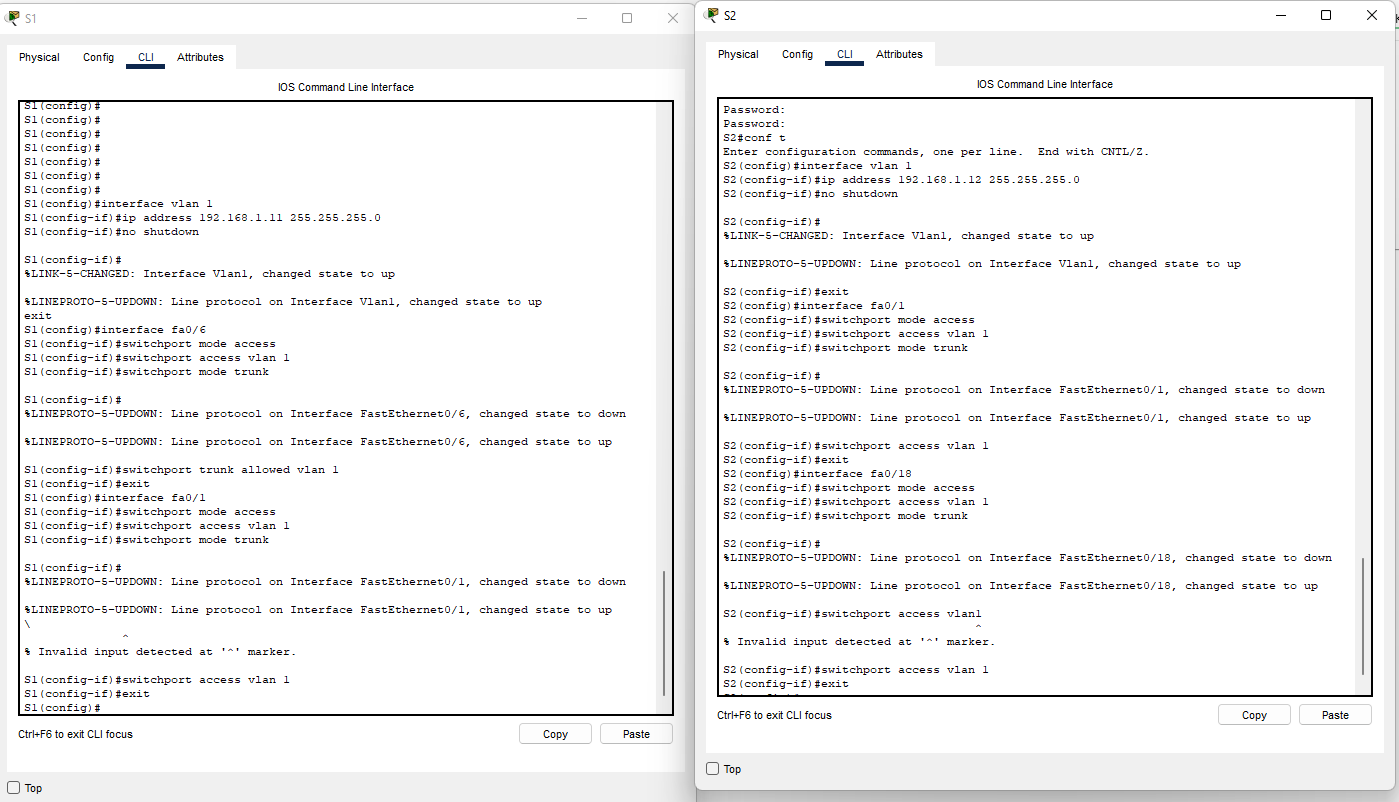 S1
Physical Config CLI Attributes
IOS Command Line Interface
S1(config)#
S1(config)#
S1(config)#
S1(config)#
S1(config)#
S1(config)#
S1(config)#
S1(config)#interface vlan 1
S1(config-if)#ip address 192.168.1.11 255.255.255.0
S1(config-if)#no shutdown
S1(config-if)#
%LINK-5-CHANGED: Interface Vlan1, changed state to up
%LINEPROTO-5-UPDOWN: Line protocol on Interface Vlan1, changed state to up
exit
S1(config)#interface fa0/6
S1(config-if)#switchport mode access
S1(config-if)#switchport access vlan 1
S1(config-if)#switchport mode trunk
S1(config-if)#
%LINEPROTO-5-UPDOWN: Line protocol on Interface FastEthernet0/6, changed state to down
%LINEPROTO-5-UPDOWN: Line protocol on Interface FastEthernet0/6, changed state to up
S1(config-if)#switchport trunk allowed vlan 1
S1(config-if)#exit
S1(config)#interface fa0/1
S1(config-if)#switchport mode access
S1(config-if)#switchport access vlan 1
S1(config-if)#switchport mode trunk
S1(config-if)#
%LINEPROTO-5-UPDOWN: Line protocol on Interface FastEthernet0/1, changed state to down
%LINEPROTO-5-UPDOWN: Line protocol on Interface FastEthernet0/1, changed state to up
\
^
% Invalid input detected at '^' marker.
S1(config-if)#switchport access vlan 1
S1(config-if)#exit
S1(config)#
Ctrl+F6 to exit CLI focus
Copy Paste
Top
S2
Physical Config CLI Attributes
IOS Command Line Interface
Password:
Password:
S2#conf t
Enter configuration commands, one per line.  End with CNTL/Z.
S2(config)#interface vlan 1
S2(config-if)#ip address 192.168.1.12 255.255.255.0
S2(config-if)#no shutdown
S2(config-if)#
%LINK-5-CHANGED: Interface Vlan1, changed state to up
%LINEPROTO-5-UPDOWN: Line protocol on Interface Vlan1, changed state to up
S2(config-if)#exit
S2(config)#interface fa0/1
S2(config-if)#switchport mode access
S2(config-if)#switchport access vlan 1
S2(config-if)#switchport mode trunk
S2(config-if)#
%LINEPROTO-5-UPDOWN: Line protocol on Interface FastEthernet0/1, changed state to down
%LINEPROTO-5-UPDOWN: Line protocol on Interface FastEthernet0/1, changed state to up
S2(config-if)#switchport access vlan 1
S2(config-if)#exit
S2(config)#interface fa0/18
S2(config-if)#switchport mode access
S2(config-if)#switchport access vlan 1
S2(config-if)#switchport mode trunk
S2(config-if)#
%LINEPROTO-5-UPDOWN: Line protocol on Interface FastEthernet0/18, changed state to down
%LINEPROTO-5-UPDOWN: Line protocol on Interface FastEthernet0/18, changed state to up
S2(config-if)#switchport access vlan1
^
% Invalid input detected at '^' marker.
S2(config-if)#switchport access vlan 1
S2(config-if)#exit
Ctrl+F6 to exit CLI focus
Copy Paste
Top